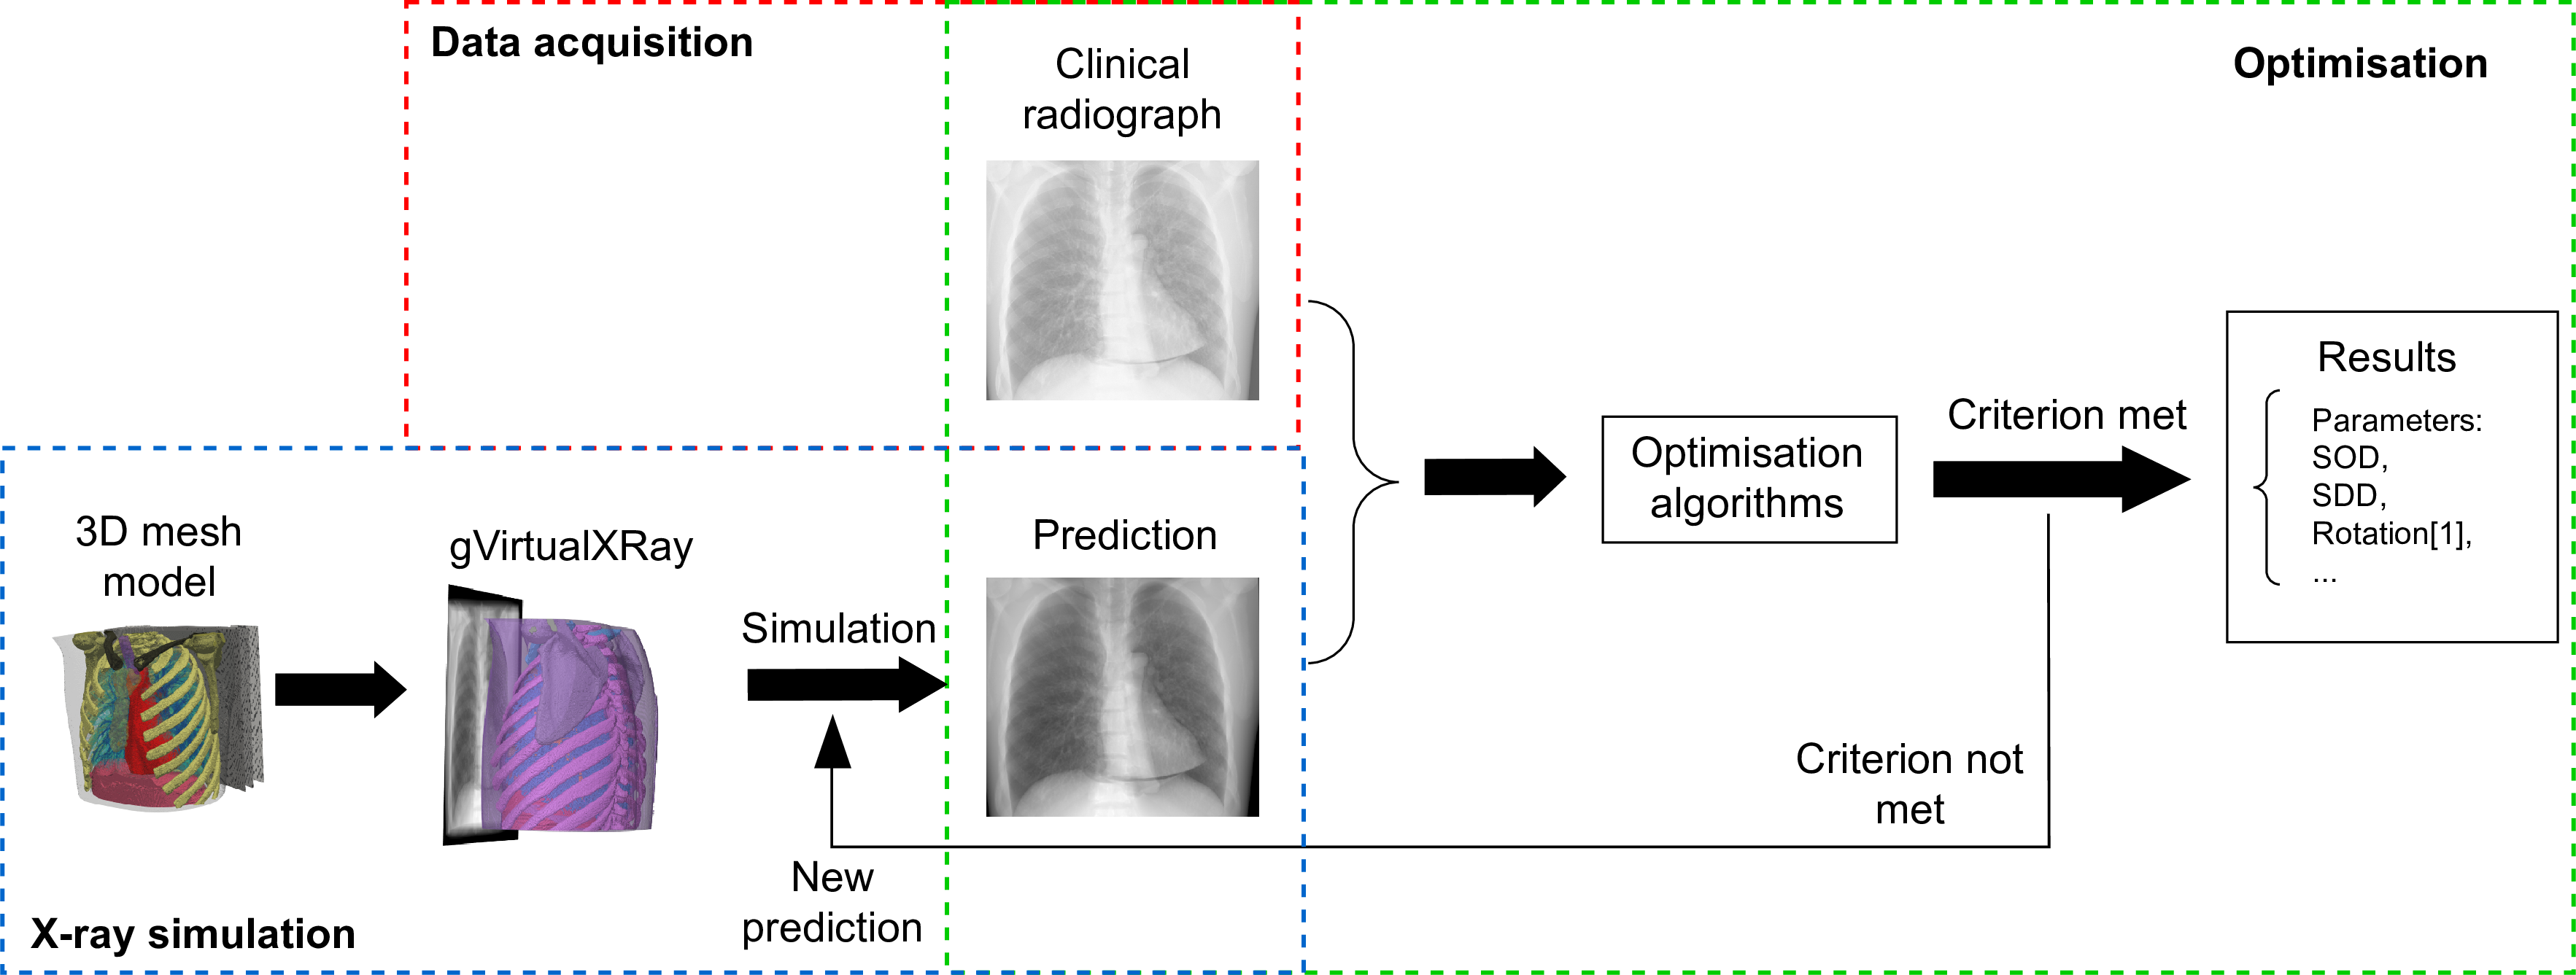 Data acquisition
Clinical
radiograph
Optimisation
3D mesh
model
gVirtualXRay
Simulation
Prediction
Optimisation
algorithms
Criterion met
Results
Parameters:
SOD,
SDD,
Rotation[1],
...
Criterion not
met
New
prediction
X-ray simulation